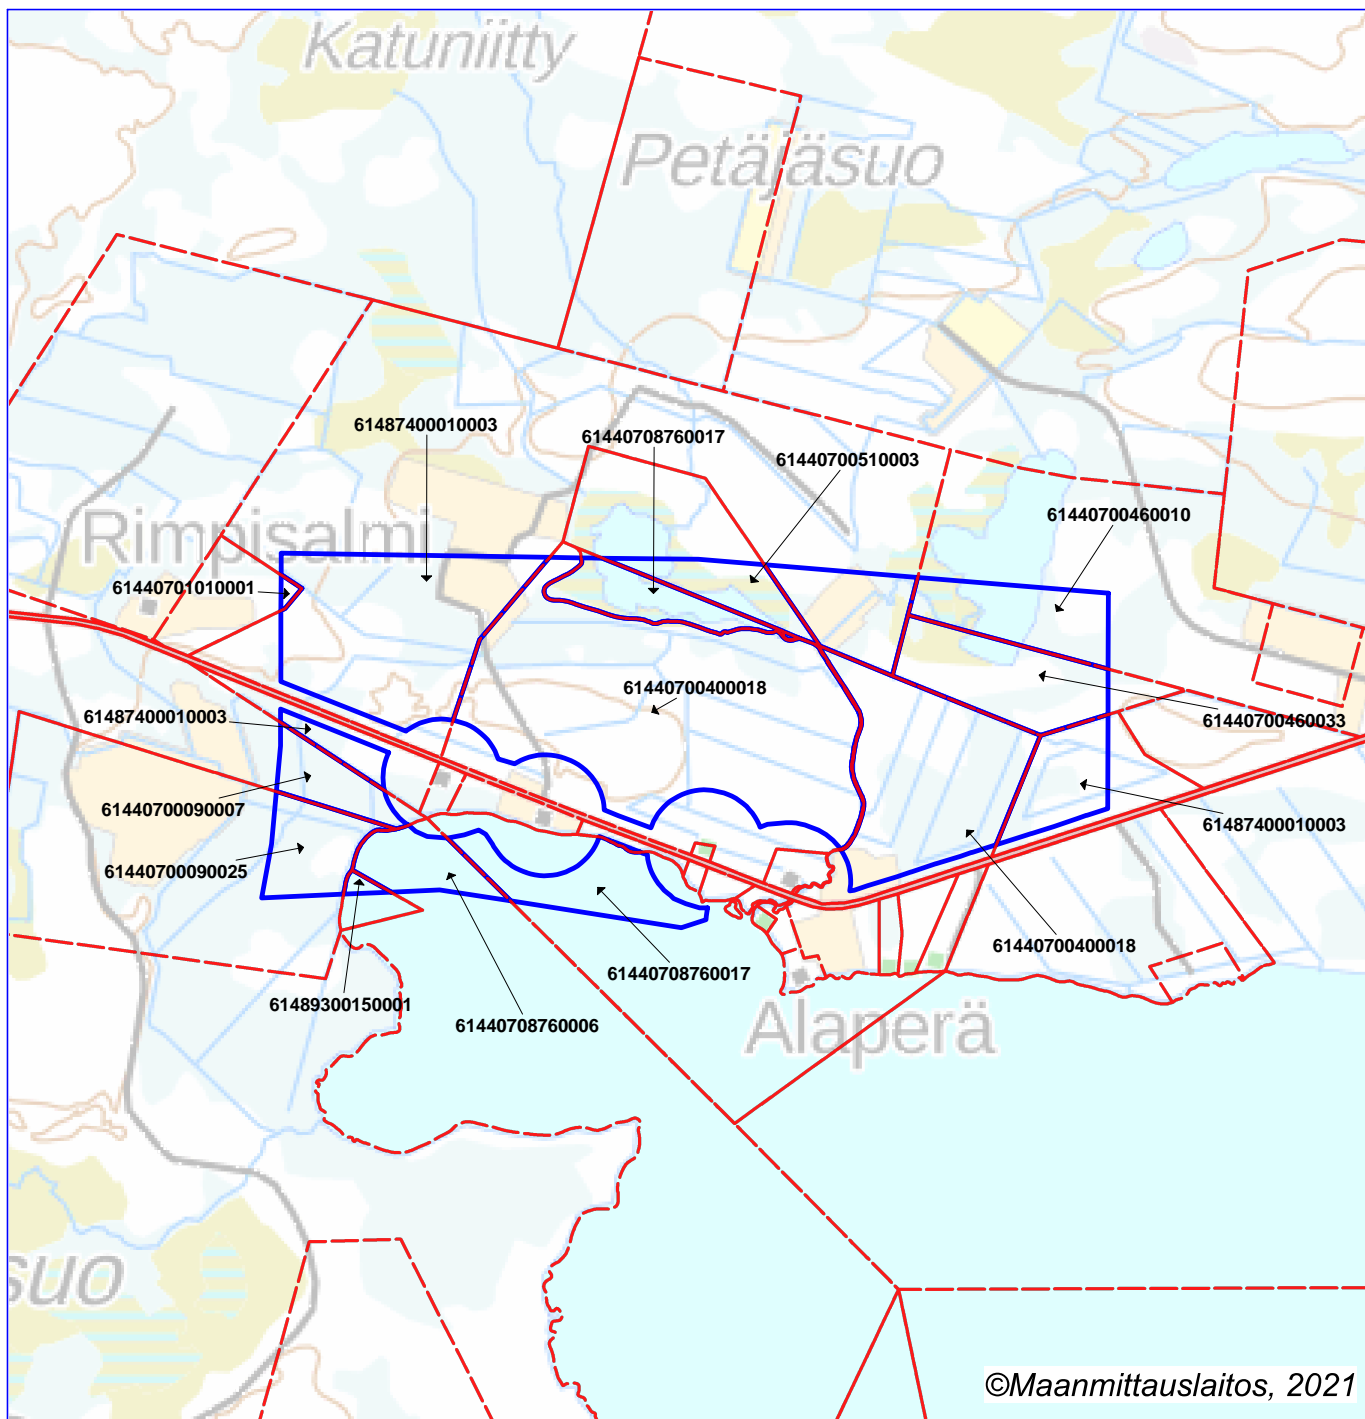 Katuniitty
Petäjäsuo
61487400010003
61440708760017
61440700510003
61440700460010
Rimpisalmi
61440701010001
61440700400018
61487400010003
61440700460033
61440700090007
61487400010003
61440700090025
61440700400018
61440708760017
61489300150001
61440708760006
Alaperä
suo
©Maanmittauslaitos, 2021